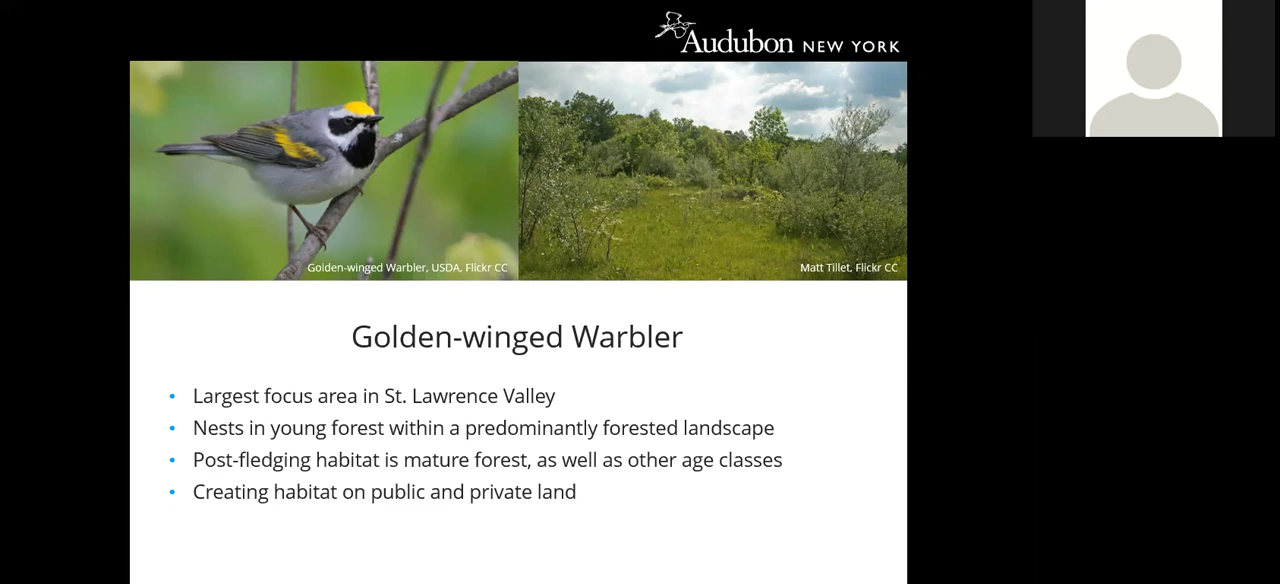 Audubon NEW YORK
Golden-winged Warbler, USDA, Flickr CC
Matt Tillet, Flickr CC
Golden-winged Warbler
• Largest focus area in St. Lawrence Valley
• Nests in young forest within a predominantly forested landscape
• Post-fledging habitat is mature forest, as well as other age classes
• Creating habitat on public and private land